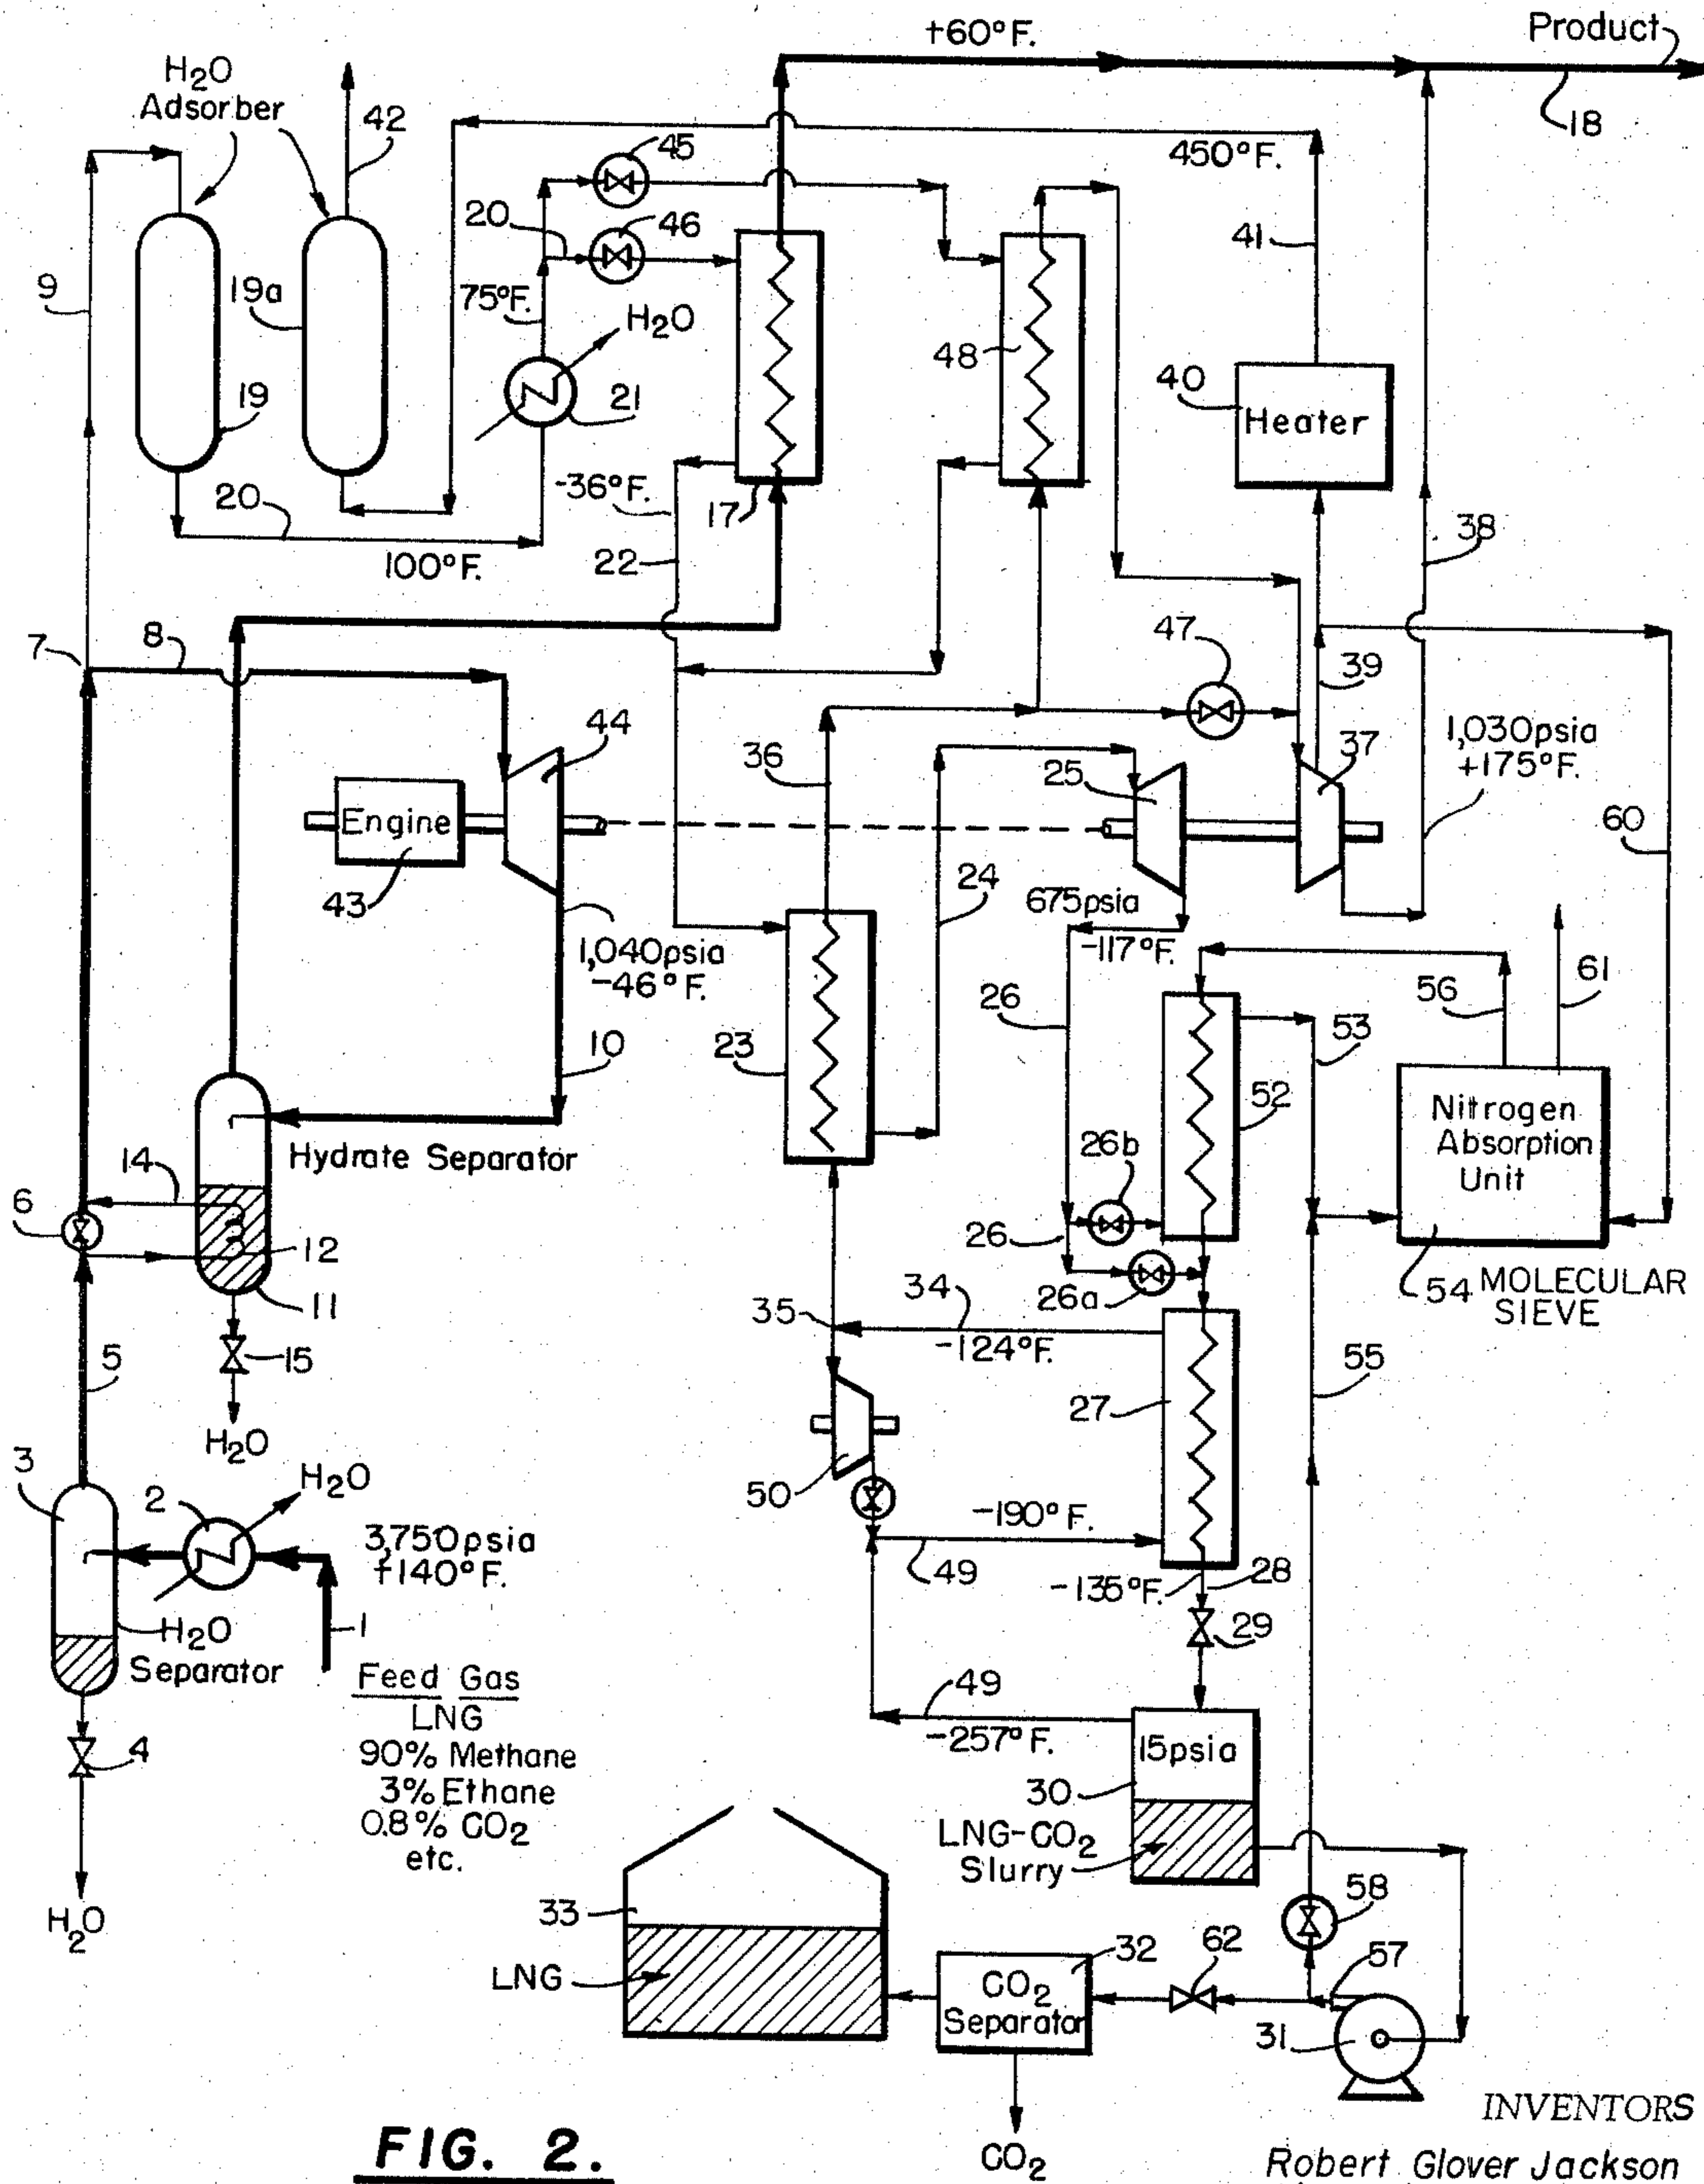 +60°F.
Product
18
H2O
Adsorber
42
45
450°F.
20
46
41
9
19a
75°F.
H2O
48
40
Heater
19
21
-36°F.
17
20
22
38
100°F.
7
8
47
39
44
36
1,030psia
+175°F.
37
25
Engine
43
24
60
675psia
-117°F.
1,040psia
-46°F.
61
56
26
53
23
10
52
Nitrogen
Absorption
Unit
Hydrate Separator
14
26b
6
12
26
11
34
26a
54 MOLECULAR
SIEVE
35
-124°F.
5
15
55
27
H2O
3
2
H2O
50
-190°F.
3,750psia
+140°F.
49
-135°F.
28
H2O
Separator
1
29
Feed Gas
LNG
90% Methane
3% Ethane
0.8% CO2
etc.
49
-257°F.
15psia
4
30
LNG-CO2
Slurry
58
33
H2O
32
62
57
LNG
CO2
Separator
31
CO2
INVENTORS
FIG. 2.
Robert Glover Jackson